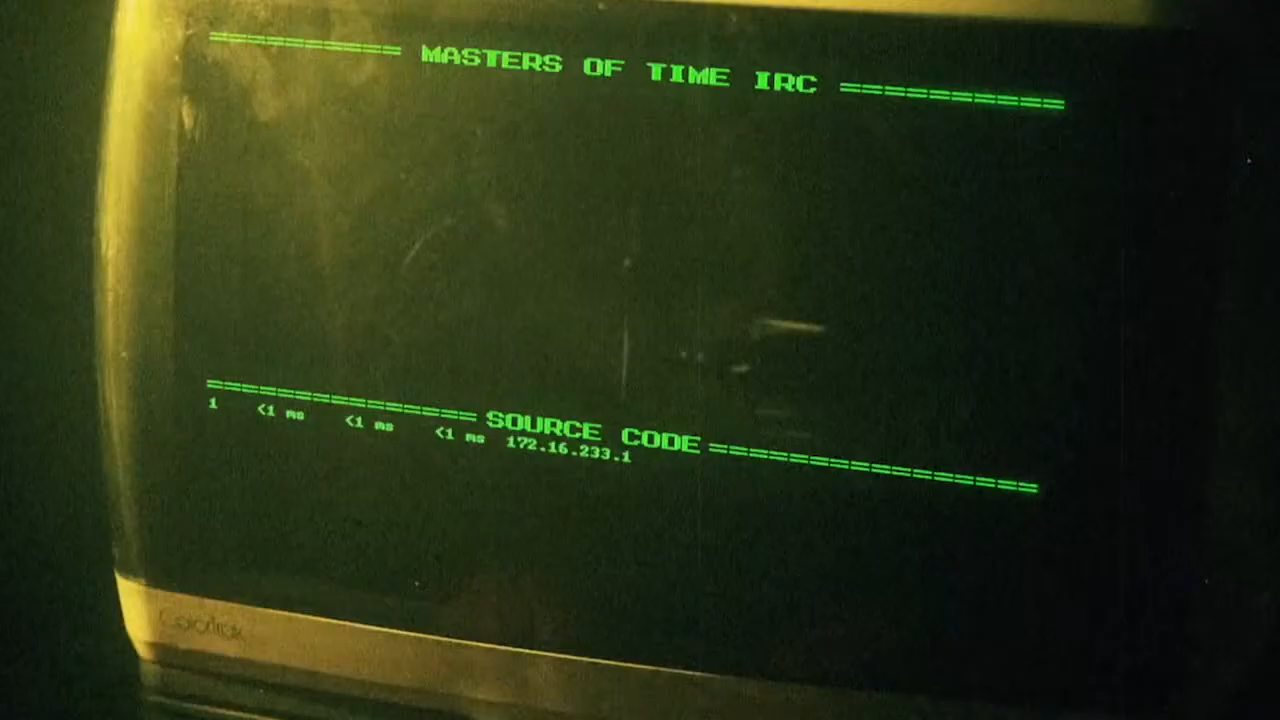 ========== MASTERS OF TIME IRC ==========
=============== SOURCE CODE ================
1 <1 ms <1 ms <1 ms 172.16.233.1